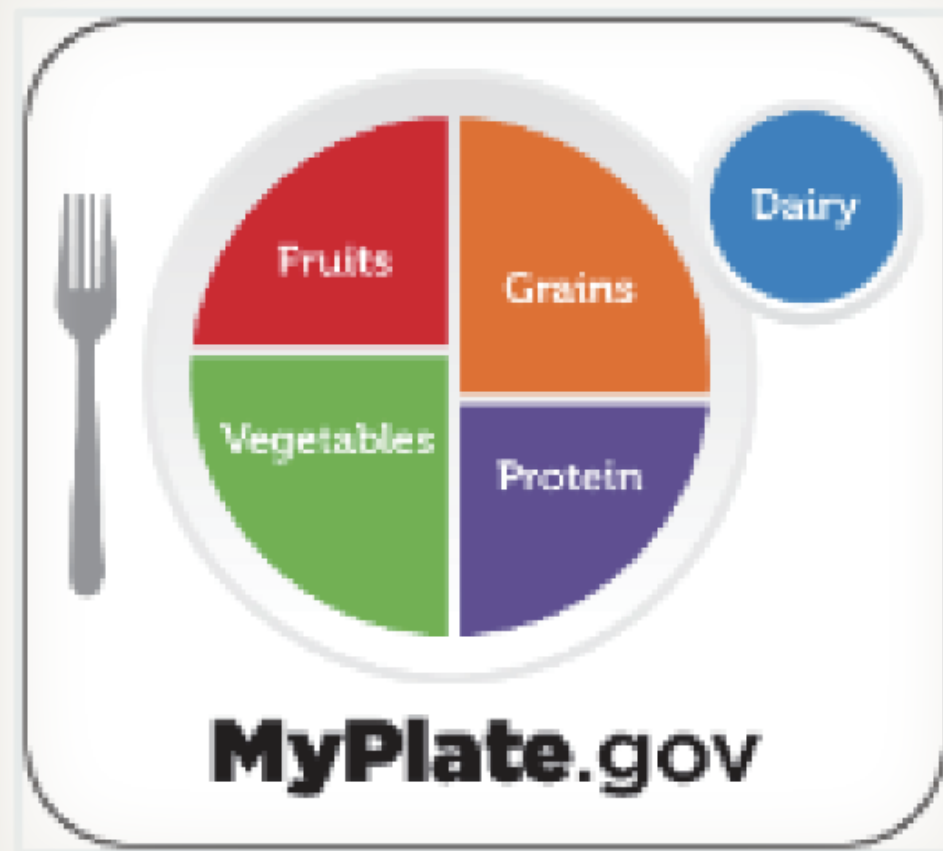 Fruits
Grains
Dairy
Vegetables
Protein
MyPlate.gov